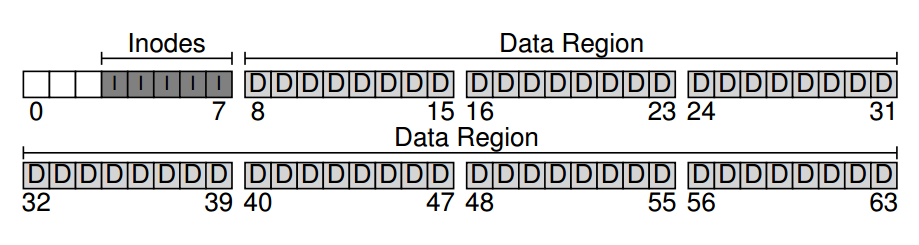 Inodes Data Region
I I I I I D D D D D D D D D D D D D D D D D D D D D D D D
0 7 8 15 16 23 24 31
Data Region
D D D D D D D D D D D D D D D D D D D D D D D D D D D D D D D D
32 39 40 47 48 55 56 63